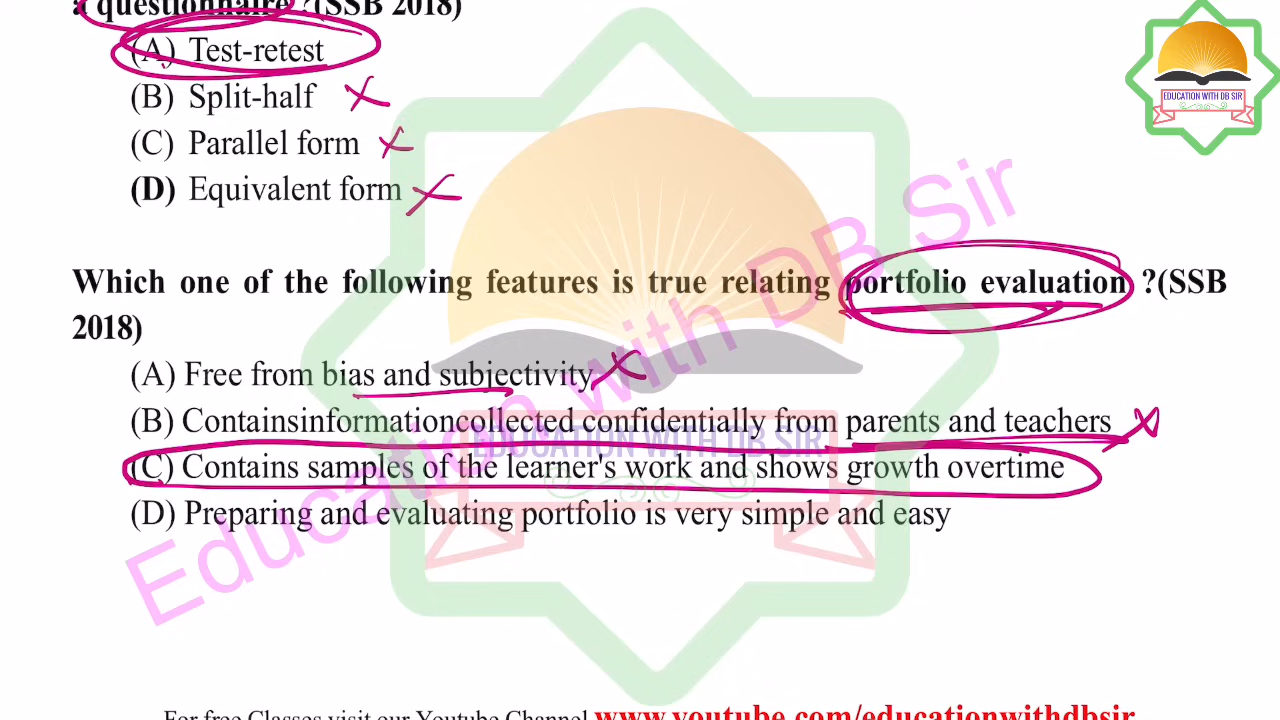 a questionnaire ?(SSB 2018)
(A) Test-retest
(B) Split-half
(C) Parallel form
(D) Equivalent form
Which one of the following features is true relating portfolio evaluation ?(SSB
2018)
(A) Free from bias and subjectivity
(B) Containsinformationcollected confidentially from parents and teachers
(C) Contains samples of the learner's work and shows growth overtime
(D) Preparing and evaluating portfolio is very simple and easy
For free Classes visit our Youtube Channel www.youtube.com/educationwithdbsir
EDUCATION WITH DB SIR
EDUCATION WITH DB SIR
Education with DB Sir